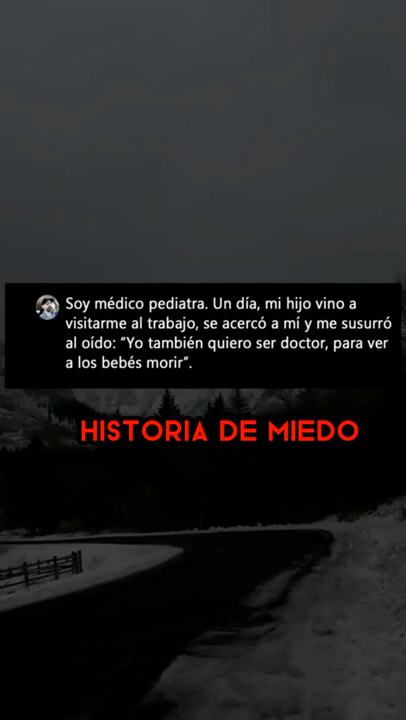 Soy médico pediatra. Un día, mi hijo vino a
visitarme al trabajo, se acercó a mí y me susurró
al oído: “Yo también quiero ser doctor, para ver
a los bebés morir”.
HISTORIA DE MIEDO